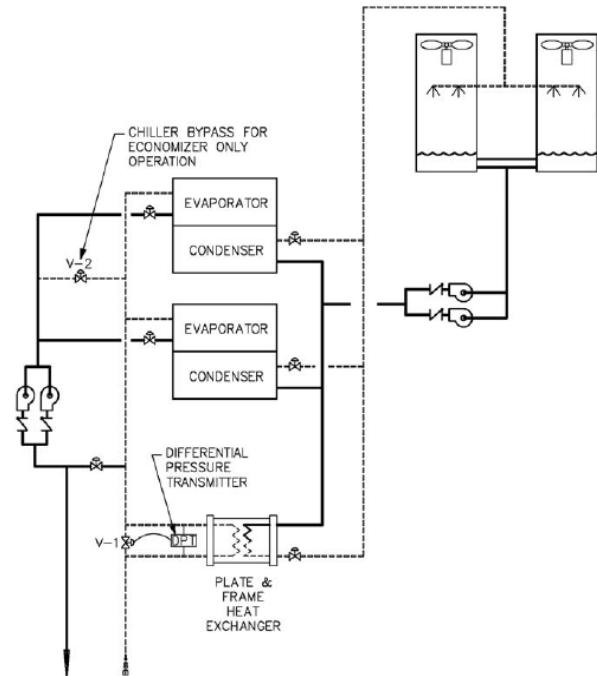 CHILLER BYPASS FOR
ECONOMIZER ONLY
OPERATION
EVAPORATOR
CONDENSER
V-2
EVAPORATOR
CONDENSER
DIFFERENTIAL
PRESSURE
TRANSMITTER
V-1
DPT
PLATE &
FRAME
HEAT
EXCHANGER